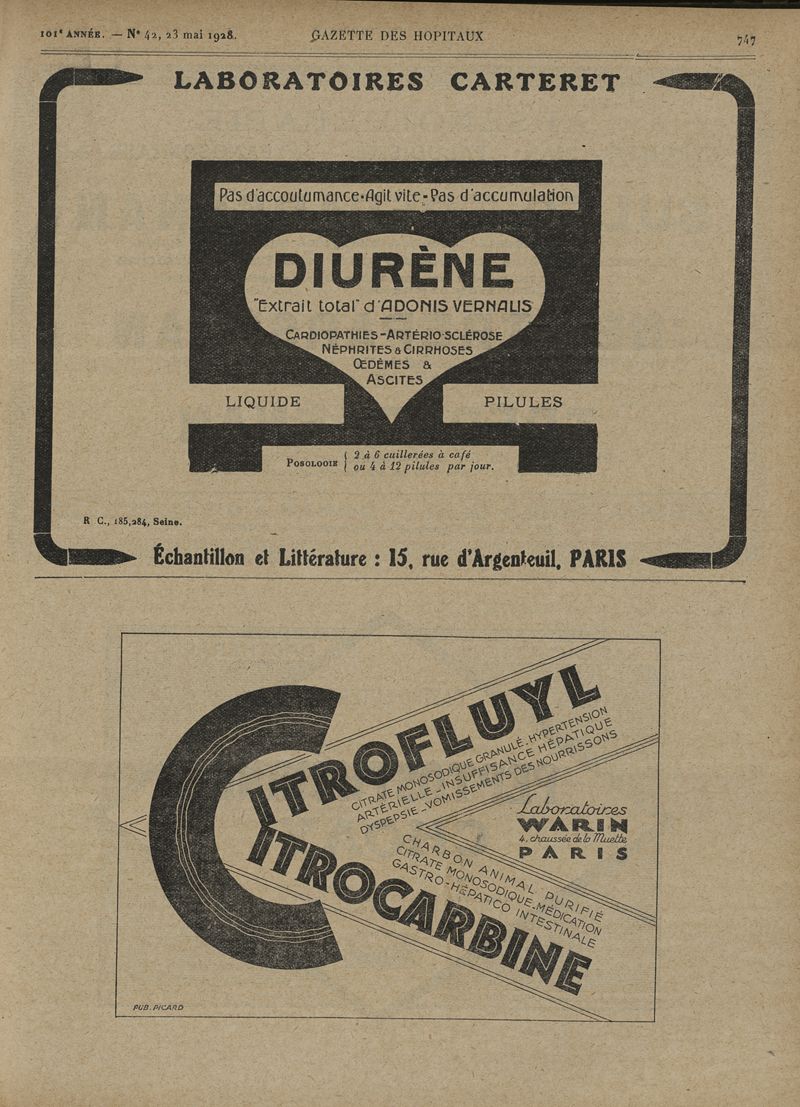 101e ANNÉE. — N° 42, 23 mai 1928.
GAZETTE DES HOPITAUX
747
LABORATOIRES CARTERET
Pas d'accoutumance•Agit vite-Pas d'accumulation
DIURÈNE
"Extrait total" d'ADONIS VERNALIS
CARDIOPATHIES-ARTÉRIO-SCLÉROSE
NÉPHRITES & CIRRHOSES
ŒDÈMES &
ASCITES
LIQUIDE
PILULES
POSOLOGIE { 2 à 6 cuillerées à café
ou 4 à 12 pilules par jour.
R C., 185,284, Seine.
Échantillon et Littérature : 15, rue d'Argenteuil, PARIS
CITROFLUYL
CITRATE MONOSODIQUE GRANULÉ. HYPERTENSION
ARTÉRIELLE-INSUFFISANCE HÉPATIQUE
DYSPEPSIE-VOMISSEMENTS DES NOURRISSONS
Laboratoires
WARIN
4. chaussée de la Muette
PARIS
CHARBON ANIMAL PURIFIÉ
CITRATE MONOSODIQUE-MÉDICATION
GASTRO-HÉPATICO INTESTINALE
CITROCARBINE
PUB. PICARD